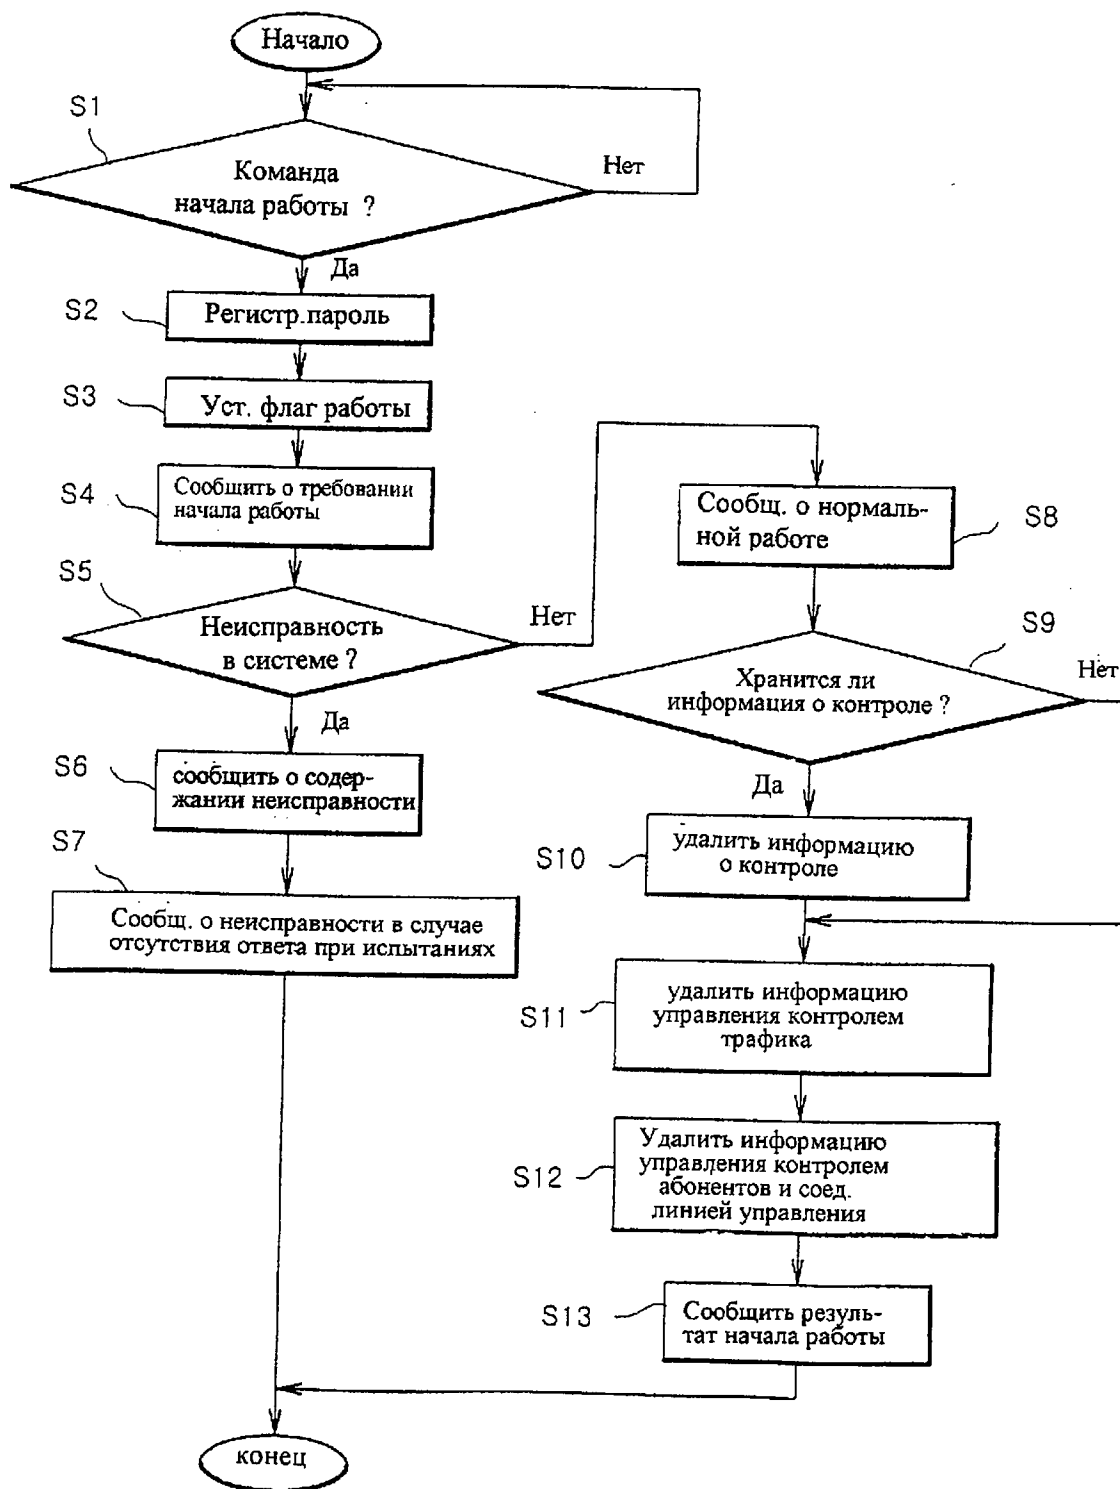 Начало
S1
Команда
начала работы ?
Нет
Да
S2
Регистр.пароль
S3
Уст. флаг работы
S4
Сообщить о требовании
начала работы
S5
Неисправность
в системе ?
Нет
Да
S6
сообщить о содер-
жании неисправности
S7
Сообщ. о неисправности в случае
отсутствия ответа при испытаниях
Сообщ. о нормаль-
ной работе
S8
S9
Хранится ли
информация о контроле ?
Нет
Да
S10
удалить информацию
о контроле
S11
удалить информацию
управления контролем
трафика
S12
Удалить информацию
управления контролем
абонентов и соед.
линией управления
S13
Сообщить резуль-
тат начала работы
конец